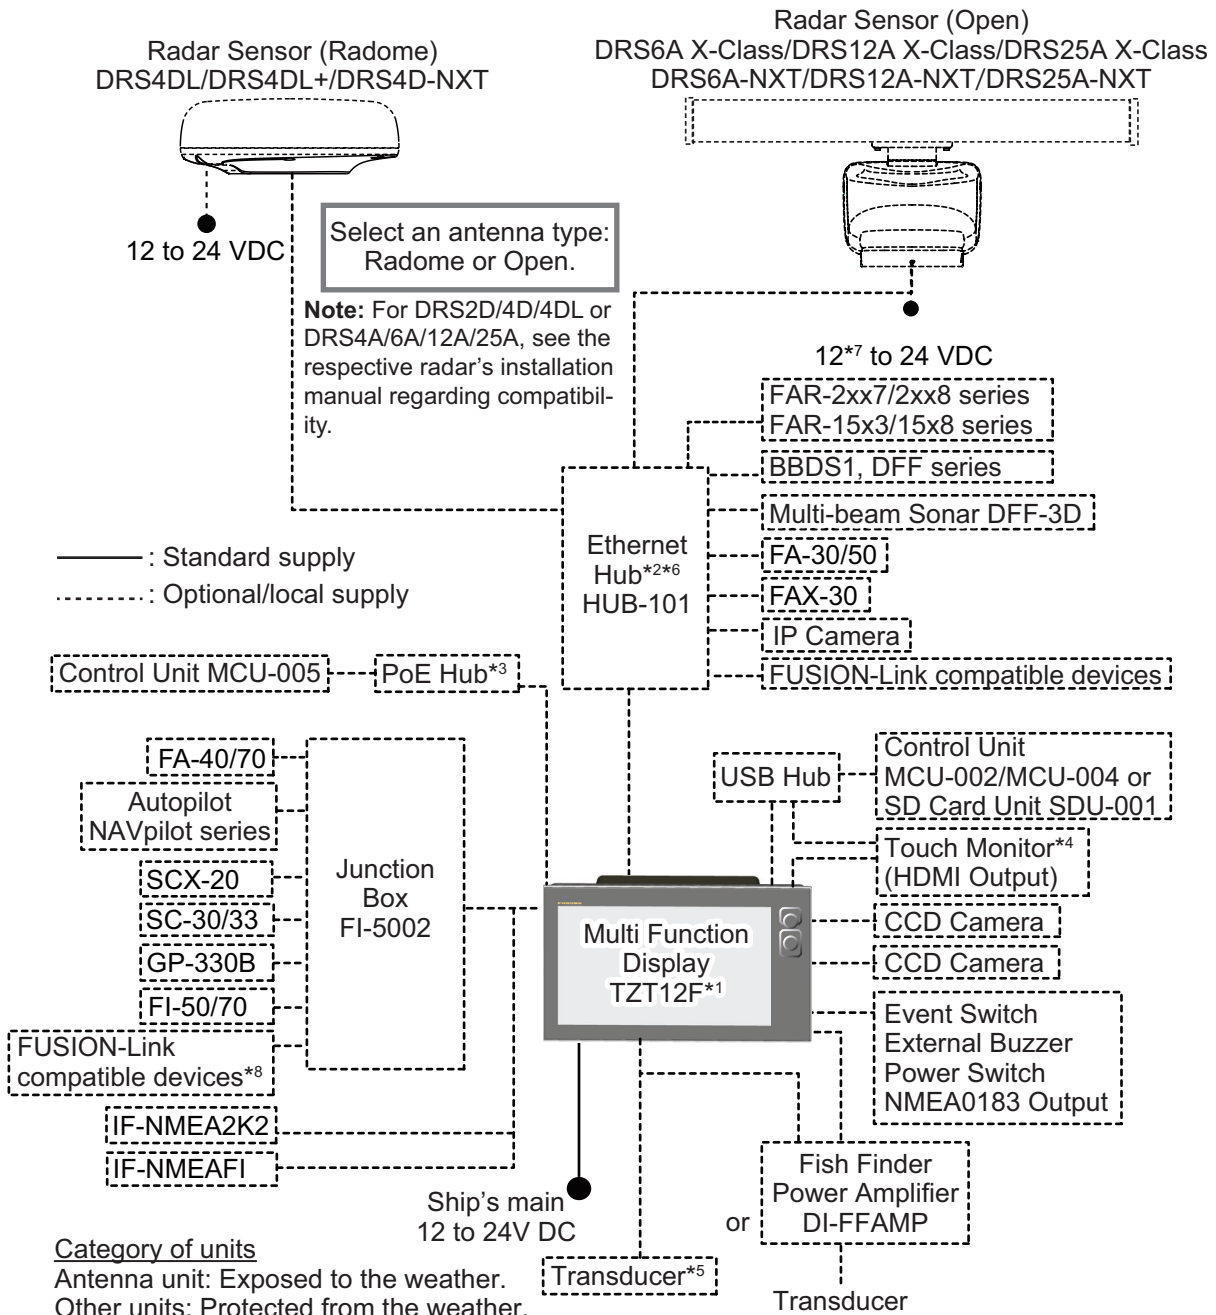 Radar Sensor (Open)
DRS6A X-Class/DRS12A X-Class/DRS25A X-Class
DRS6A-NXT/DRS12A-NXT/DRS25A-NXT
Radar Sensor (Radome)
DRS4DL/DRS4DL+/DRS4D-NXT
12 to 24 VDC
Select an antenna type:
Radome or Open.
Note: For DRS2D/4D/4DL or
DRS4A/6A/12A/25A, see the
respective radar's installation
manual regarding compatibil-
ity.
12*7 to 24 VDC
FAR-2xx7/2xx8 series
FAR-15x3/15x8 series
BBDS1, DFF series
Multi-beam Sonar DFF-3D
FA-30/50
FAX-30
IP Camera
FUSION-Link compatible devices
Ethernet
Hub*2*6
HUB-101
: Standard supply
: Optional/local supply
Control Unit MCU-005
PoE Hub*3
FA-40/70
Autopilot
NAVpilot series
SCX-20
SC-30/33
GP-330B
FI-50/70
FUSION-Link
compatible devices*8
IF-NMEA2K2
IF-NMEAFI
Junction
Box
FI-5002
USB Hub
Control Unit
MCU-002/MCU-004 or
SD Card Unit SDU-001
Touch Monitor*4
(HDMI Output)
CCD Camera
CCD Camera
FURUNO
Multi Function
Display
TZT12F*1
Event Switch
External Buzzer
Power Switch
NMEA0183 Output
Ship's main
12 to 24V DC
or
Fish Finder
Power Amplifier
DI-FFAMP
Transducer*5
Transducer
Category of units
Antenna unit: Exposed to the weather.
Other units: Protected from the weather.